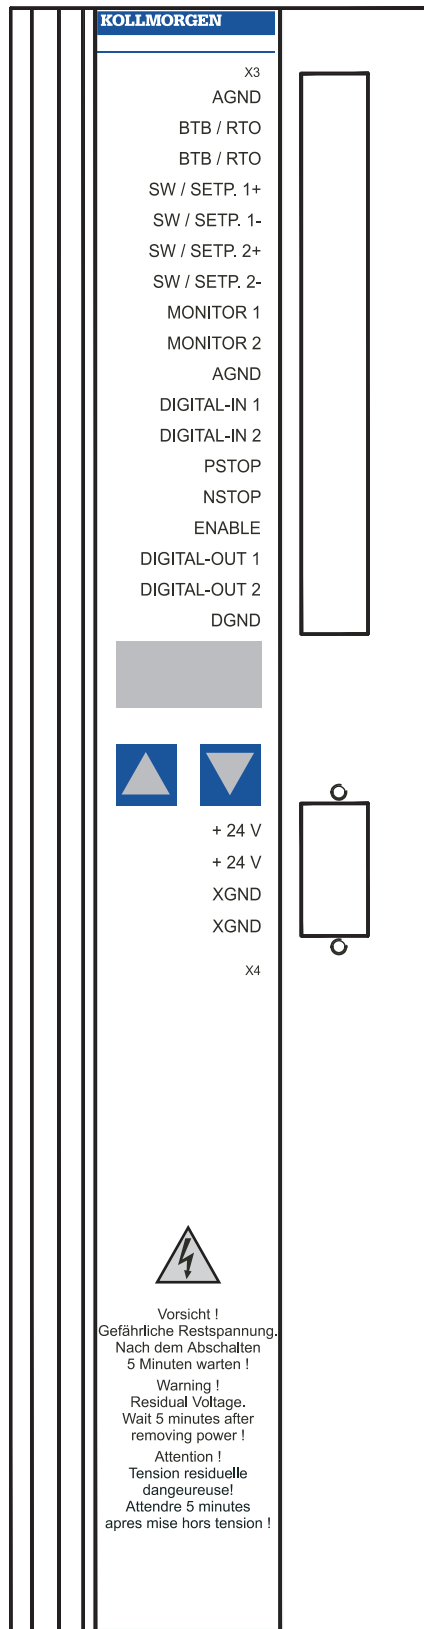 KOLLMORGEN
X3
AGND
BTB / RTO
BTB / RTO
SW / SETP. 1+
SW / SETP. 1-
SW / SETP. 2+
SW / SETP. 2-
MONITOR 1
MONITOR 2
AGND
DIGITAL-IN 1
DIGITAL-IN 2
PSTOP
NSTOP
ENABLE
DIGITAL-OUT 1
DIGITAL-OUT 2
DGND
+ 24 V
+ 24 V
XGND
XGND
X4
Vorsicht !
Gefährliche Restspannung.
Nach dem Abschalten
5 Minuten warten !
Warning !
Residual Voltage.
Wait 5 minutes after
removing power !
Attention !
Tension residuelle
dangeureuse!
Attendre 5 minutes
apres mise hors tension !